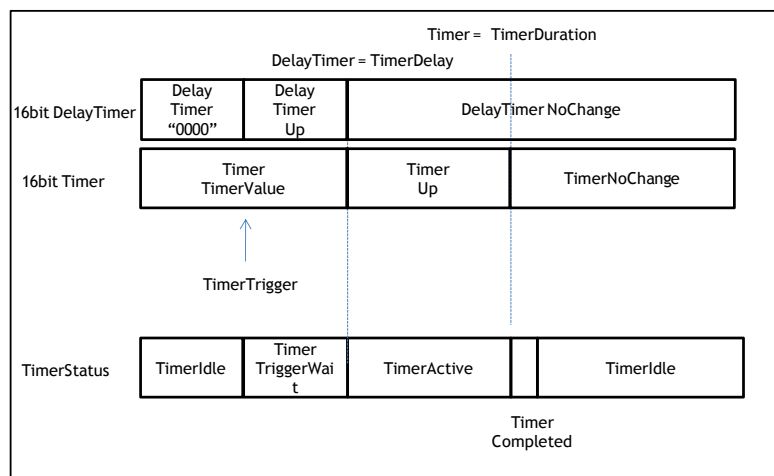 Timer = TimerDuration
DelayTimer = TimerDelay
16bit DelayTimer
Delay
Timer
“0000”
Delay
Timer
Up
DelayTimer NoChange
16bit Timer
Timer
TimerValue
Timer
Up
TimerNoChange
TimerTrigger
TimerStatus
TimerIdle
Timer
TriggerWai
t
TimerActive
TimerIdle
Timer
Completed